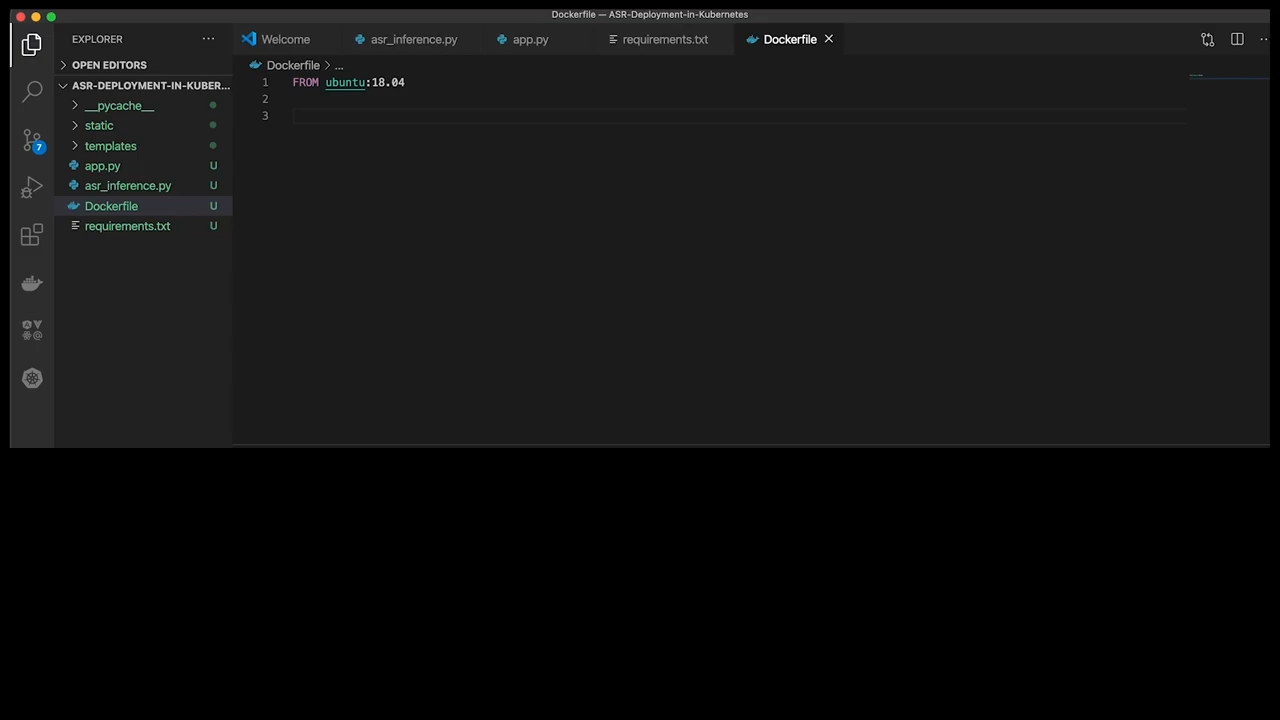 Dockerfile — ASR-Deployment-in-Kubernetes
EXPLORER
Welcome
asr_inference.py
app.py
requirements.txt
Dockerfile
OPEN EDITORS
ASR-DEPLOYMENT-IN-KUBER...
__pycache__
static
templates
app.py U
asr_inference.py U
Dockerfile U
requirements.txt U
7
Dockerfile > ...
1 FROM ubuntu:18.04
2
3